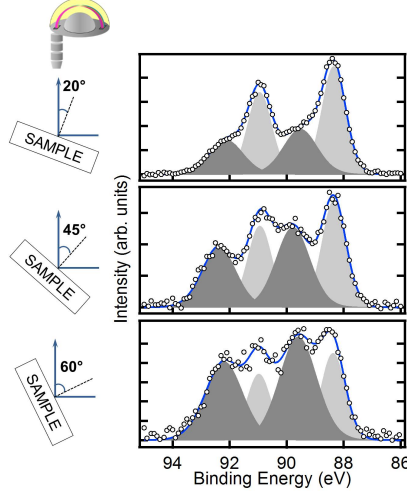 20°
SAMPLE
45°
SAMPLE
60°
SAMPLE
Intensity (arb. units)
94 92 90 88 86
Binding Energy (eV)